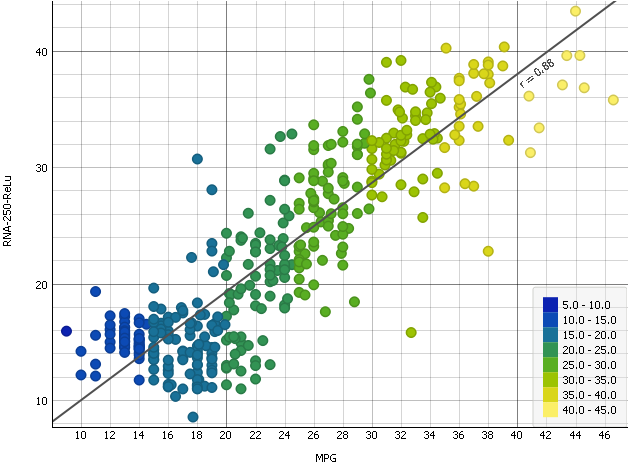 40
30
20
10
RNA-250-ReLu
r = 0.88
5.0 - 10.0
10.0 - 15.0
15.0 - 20.0
20.0 - 25.0
25.0 - 30.0
30.0 - 35.0
35.0 - 40.0
40.0 - 45.0
10 12 14 16 18 20 22 24 26 28 30 32 34 36 38 40 42 44 46
MPG